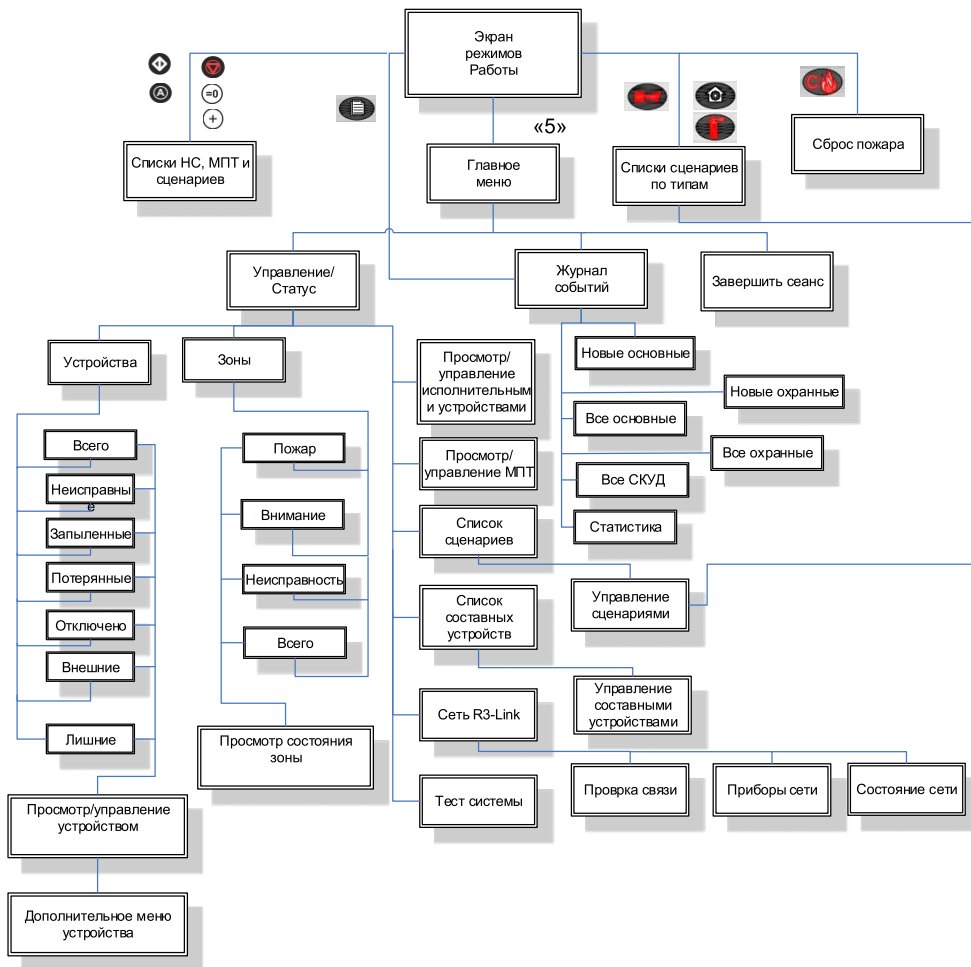 Экран
режимов
Работы
=0
+
A
C
«5»
Списки НС, МПТ и
сценариев
Главное
меню
Списки сценариев
по типам
Сброс пожара
Управление/
Статус
Журнал
событий
Завершить сеанс
Устройства
Зоны
Просмотр/
управление
исполнительным
и устройствами
Новые основные
Новые охранные
Все основные
Все охранные
Все СКУД
Статистика
Всего
Неисправны
е
Запыленные
Потерянные
Отключено
Внешние
Лишние
Пожар
Внимание
Неисправность
Всего
Просмотр/
управление МПТ
Список
сценариев
Управление
сценариями
Список
составных
устройств
Управление
составными
устройствами
Сеть R3-Link
Проврка связи
Приборы сети
Состояние сети
Тест системы
Просмотр состояния
зоны
Просмотр/управление
устройством
Дополнительное меню
устройства